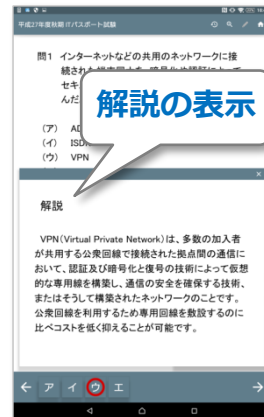 平成27年度秋期 ITパスポート試験
問1 インターネットなどの共用のネットワークに接
解説の表示
(ア)
(イ) ISD
(ウ) VPN
解説
VPN(Virtual Private Network)は、多数の加入者
が共用する公衆回線で接続された拠点間の通信に
おいて、認証及び暗号化と復号の技術によって仮想
的な専用線を構築し、通信の安全を確保する技術、
またはそうして構築されたネットワークのことです。
公衆回線を利用するため専用回線を敷設するのに
比べコストを低く抑えることが可能です。
ア イ ウ エ